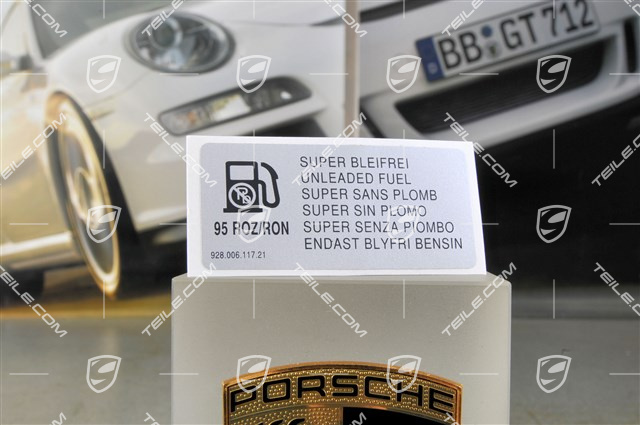 BB GT 712
SUPER BLEIFREI
UNLEADED FUEL
SUPER SANS PLOMB
SUPER SIN PLOMO
SUPER SENZA PIOMBO
ENDAST BLYFRI BENSIN
Pb
95 ROZ/RON
928.006.117.21
PORSCHE
TEILE.COM